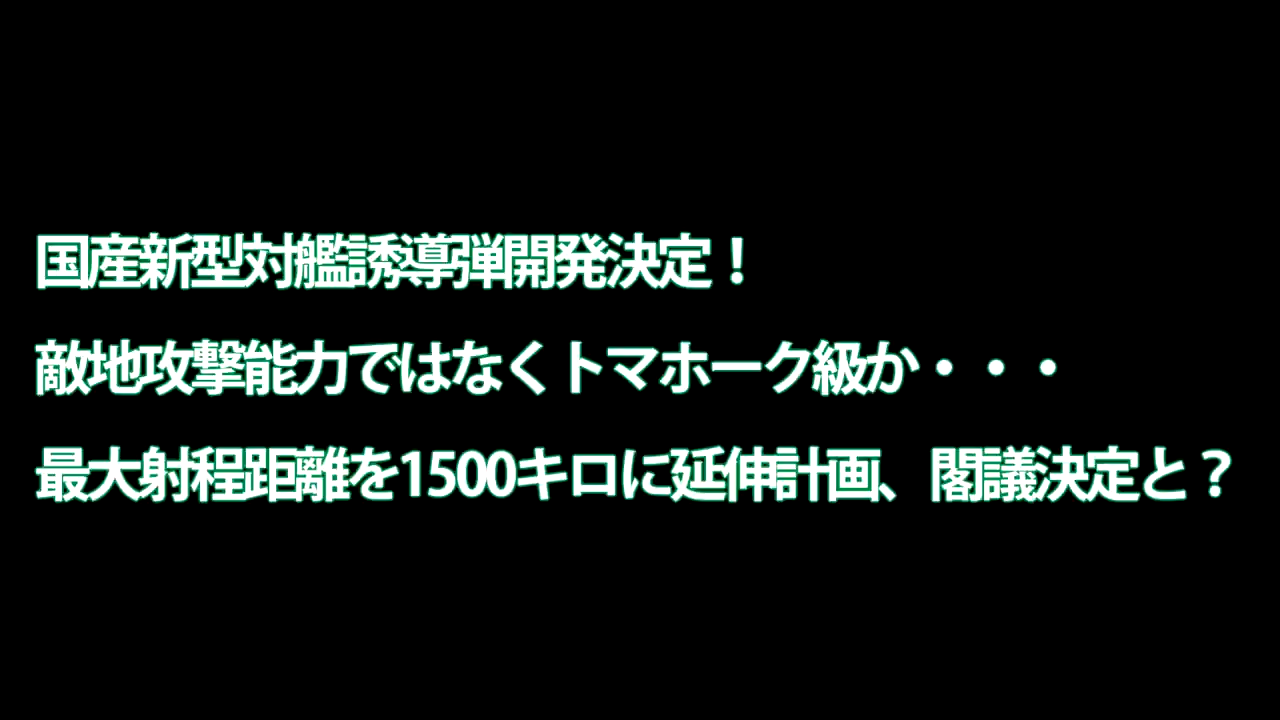 国産新型対艦誘導弾開発決定！
敵地攻撃能力ではなくトマホーク級か・・・
最大射程距離を1500キロに延伸計画、閣議決定と？